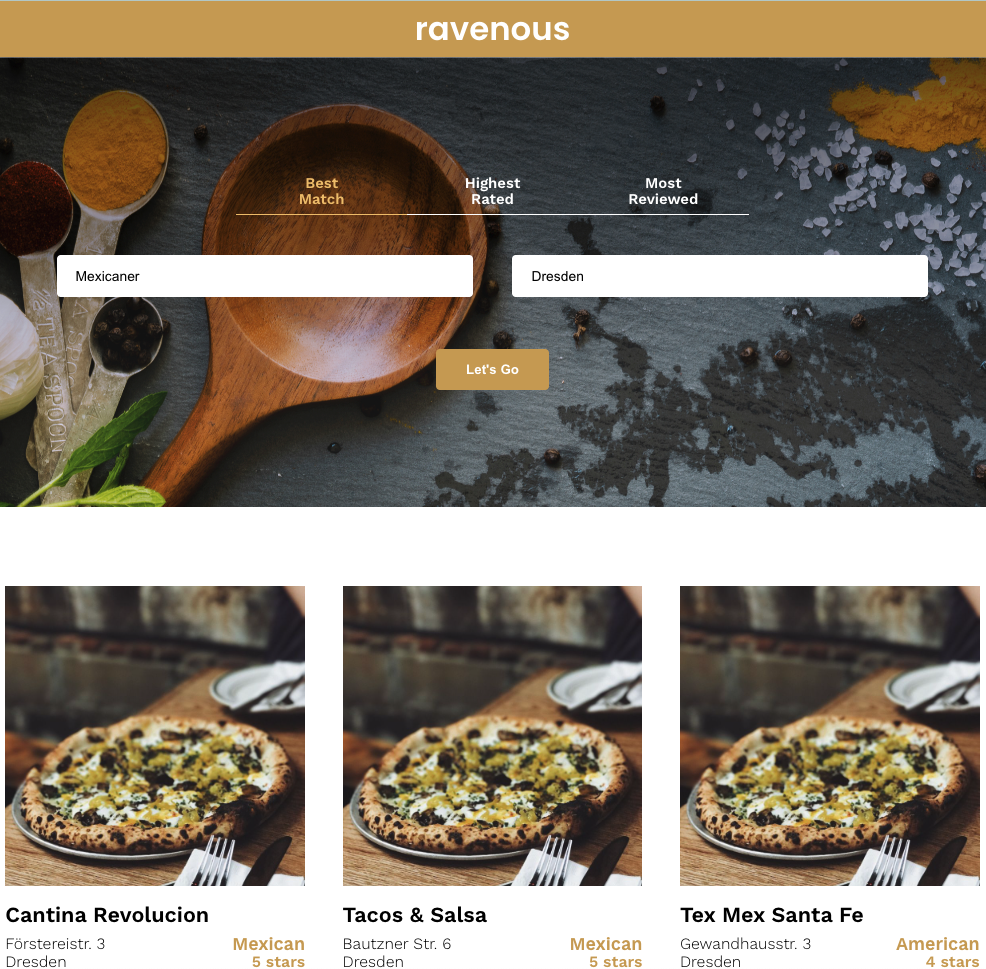 ravenous
Best
Match
Highest
Rated
Most
Reviewed
Mexicaner
Dresden
Let's Go
TEA SPOON
Cantina Revolucion
Förstereistr. 3
Mexican
Dresden
5 stars
Tacos & Salsa
Bautzner Str. 6
Mexican
Dresden
5 stars
Tex Mex Santa Fe
Gewandhausstr. 3
American
Dresden
4 stars